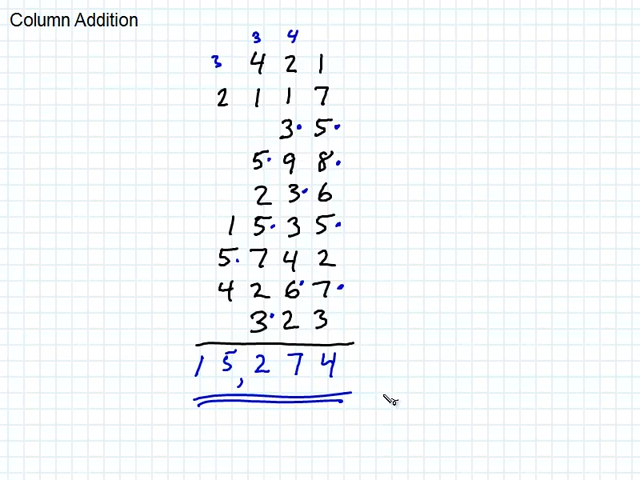 Column Addition
3 4
3 4 2 1
2 1 1 7
3 5
5 9 8
2 3 6
1 5 3 5
5 7 4 2
4 2 6 7
3 2 3
1 5, 2 7 4